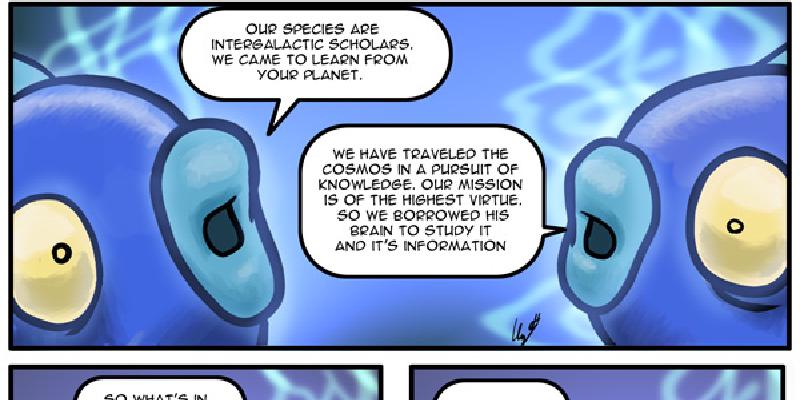 OUR SPECIES ARE
INTERGALACTIC SCHOLARS.
WE CAME TO LEARN FROM
YOUR PLANET.
WE HAVE TRAVELED THE
COSMOS IN A PURSUIT OF
KNOWLEDGE. OUR MISSION
IS OF THE HIGHEST VIRTUE.
SO WE BORROWED HIS
BRAIN TO STUDY IT
AND IT'S INFORMATION
SO WHAT'S IN